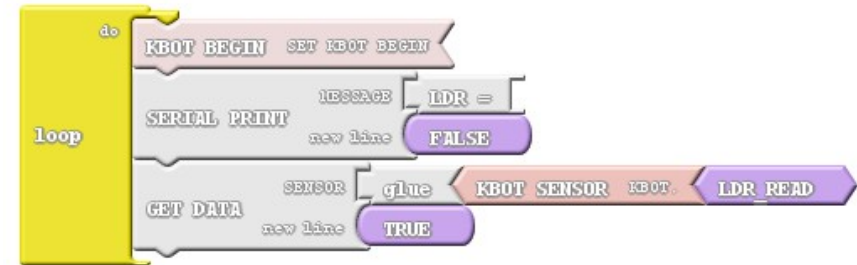 do
KBOT BEGIN SET KBOT BEGIN
MESSAGE LDR =
SERIAL PRINT
loop
new line FALSE
SENSOR glue KBOT SENSOR KBOT. LDR_READ
GET DATA
new line TRUE